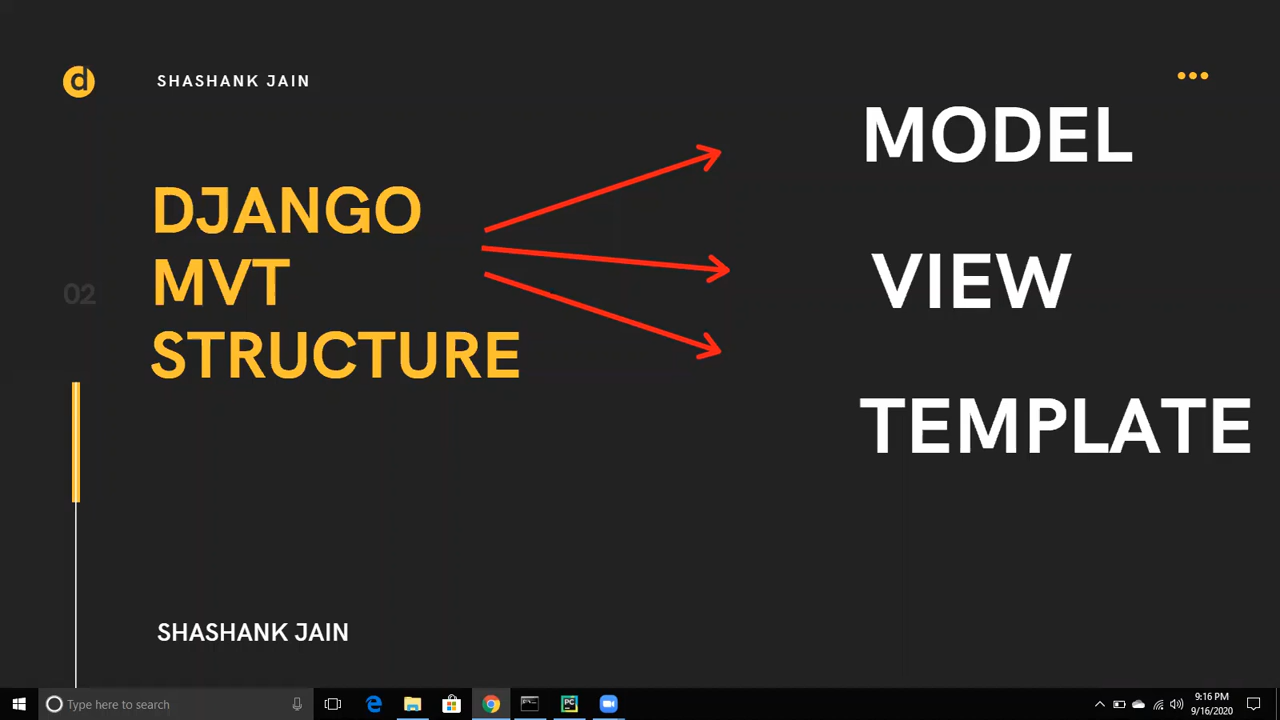 d
SHASHANK JAIN
DJANGO
MVT
STRUCTURE
02
MODEL
VIEW
TEMPLATE
SHASHANK JAIN
Type here to search
PC
9:16 PM
9/16/2020